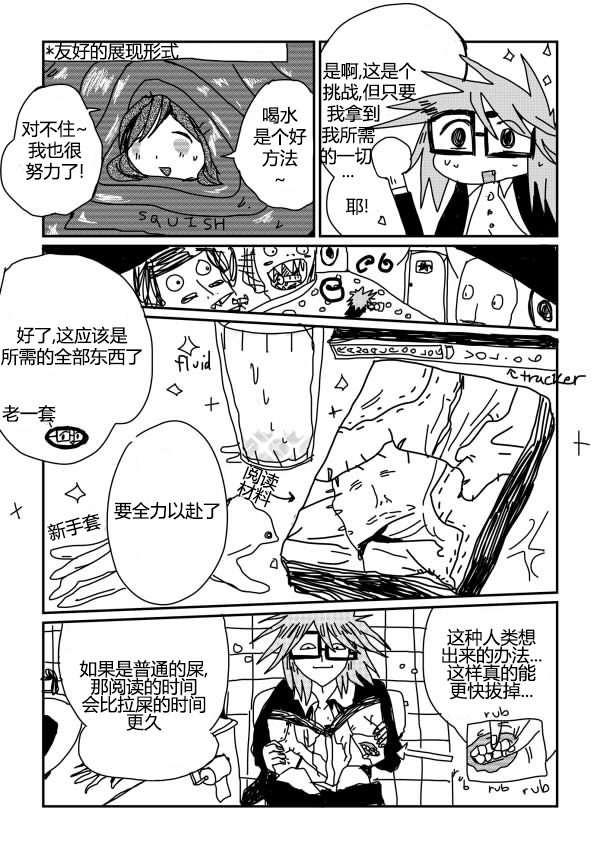 是啊,这是个
挑战,但只要
我拿到
我所需
的一切
...
耶!
*友好的展现形式
喝水
是个好
方法
~
对不住~
我也很
努力了!
SQUISH
好了,这应该是
所需的全部东西了
老一套
fluid
tracker
阅读
材料
新手套
要全力以赴了
这种人类想
出来的办法...
这样真的能
更快拔掉...
rub
rub
rub
rub
如果是普通的屎,
那阅读的时间
会比拉屎的时间
更久